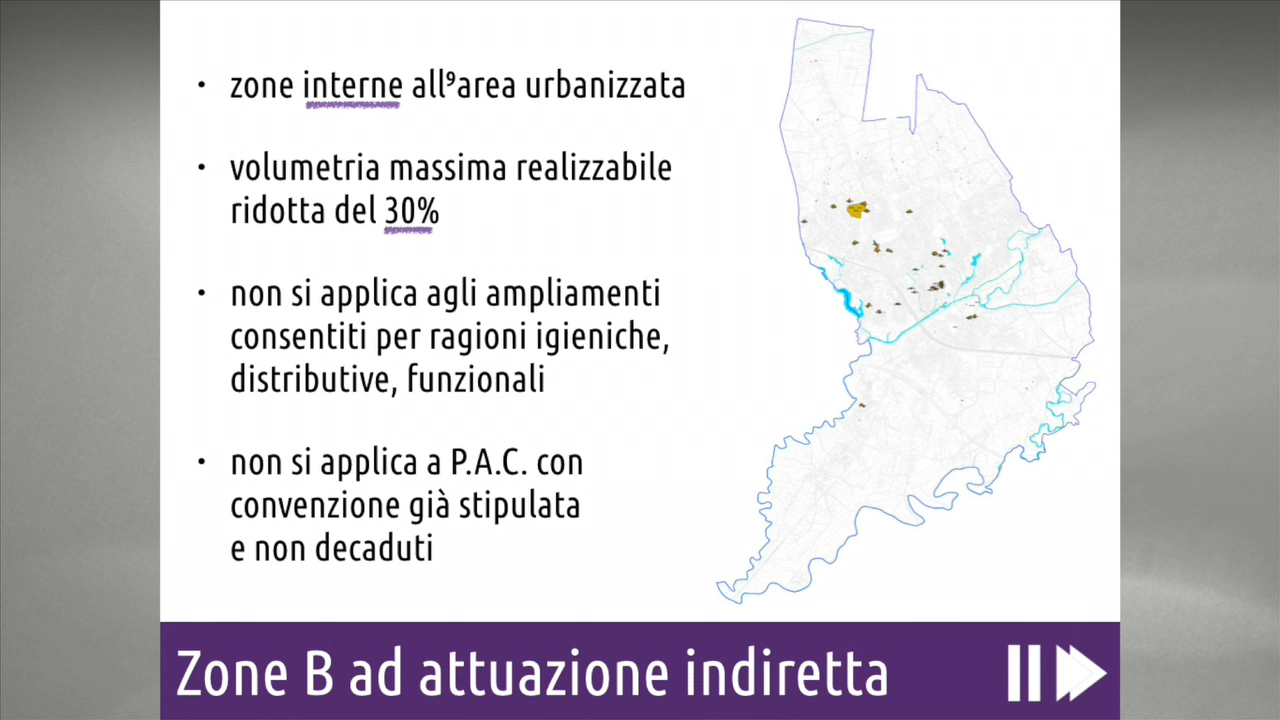 • zone interne all'area urbanizzata
• volumetria massima realizzabile
ridotta del 30%
• non si applica agli ampliamenti
consentiti per ragioni igieniche,
distributive, funzionali
• non si applica a P.A.C. con
convenzione già stipulata
e non decaduti
Zone B ad attuazione indiretta